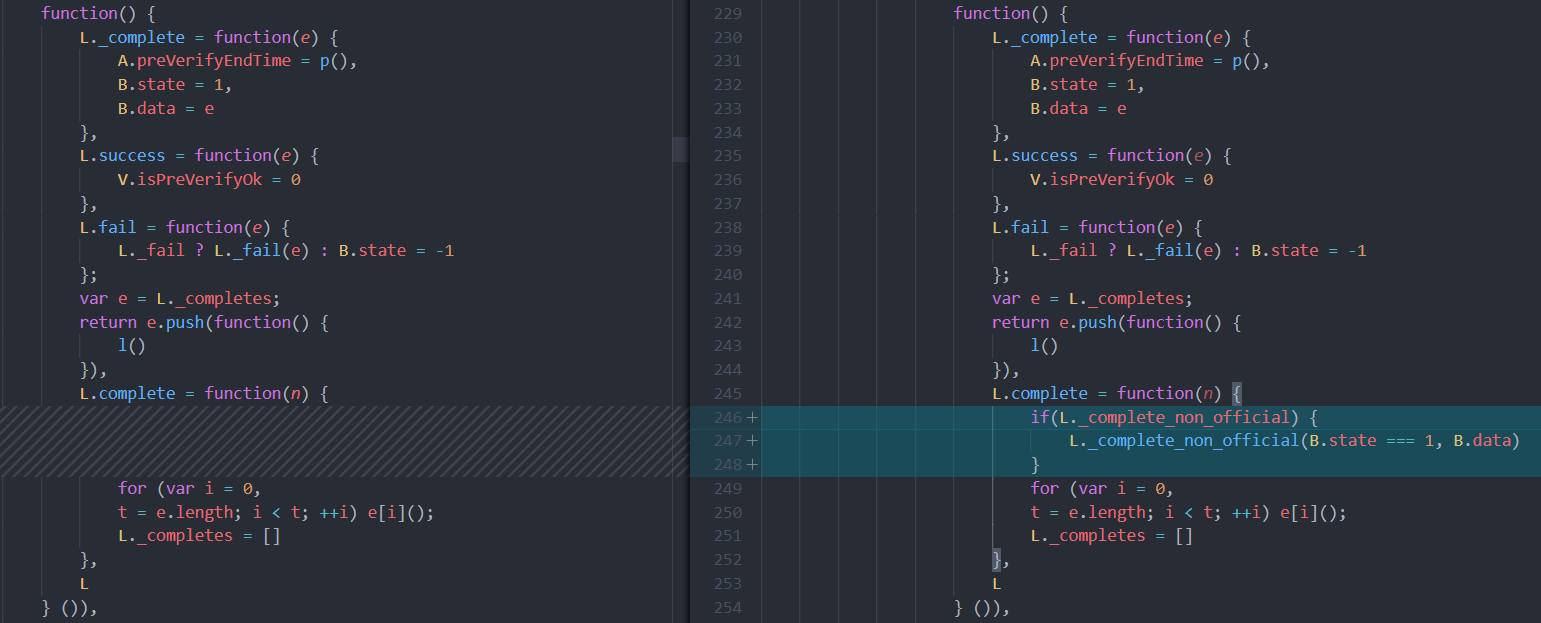 function() {
    L._complete = function(e) {
        A.preVerifyEndTime = p(),
        B.state = 1,
        B.data = e
    },
    L.success = function(e) {
        V.isPreVerifyOk = 0
    },
    L.fail = function(e) {
        L._fail ? L._fail(e) : B.state = -1
    };
    var e = L._completes;
    return e.push(function() {
        l()
    }),
    L.complete = function(n) {
        for (var i = 0,
        t = e.length; i < t; ++i) e[i]();
        L._completes = []
    },
    L
} ()),
229 function() {
230     L._complete = function(e) {
231         A.preVerifyEndTime = p(),
232         B.state = 1,
233         B.data = e
234     },
235     L.success = function(e) {
236         V.isPreVerifyOk = 0
237     },
238     L.fail = function(e) {
239         L._fail ? L._fail(e) : B.state = -1
240     };
241     var e = L._completes;
242     return e.push(function() {
243         l()
244     }),
245     L.complete = function(n) {
246 +         if(L._complete_non_official) {
247 +             L._complete_non_official(B.state === 1, B.data)
248 +         }
249         for (var i = 0,
250         t = e.length; i < t; ++i) e[i]();
251         L._completes = []
252     },
253     L
254 } ()),